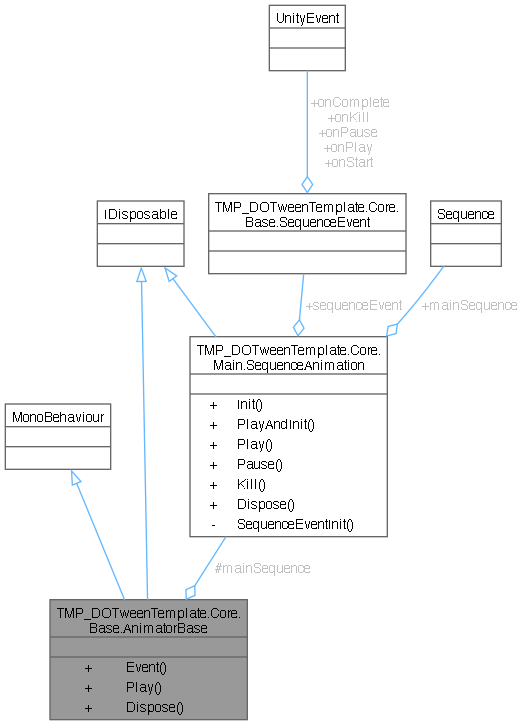 UnityEvent
+onComplete
+onKill
+onPause
+onPlay
+onStart
IDisposable
TMP_DOTweenTemplate.Core.
Base.SequenceEvent
Sequence
+sequenceEvent
+mainSequence
TMP_DOTweenTemplate.Core.
Main.SequenceAnimation
+ Init()
+ PlayAndInit()
+ Play()
+ Pause()
+ Kill()
+ Dispose()
- SequenceEventInit()
MonoBehaviour
#mainSequence
TMP_DOTweenTemplate.Core.
Base.AnimatorBase
+ Event()
+ Play()
+ Dispose()